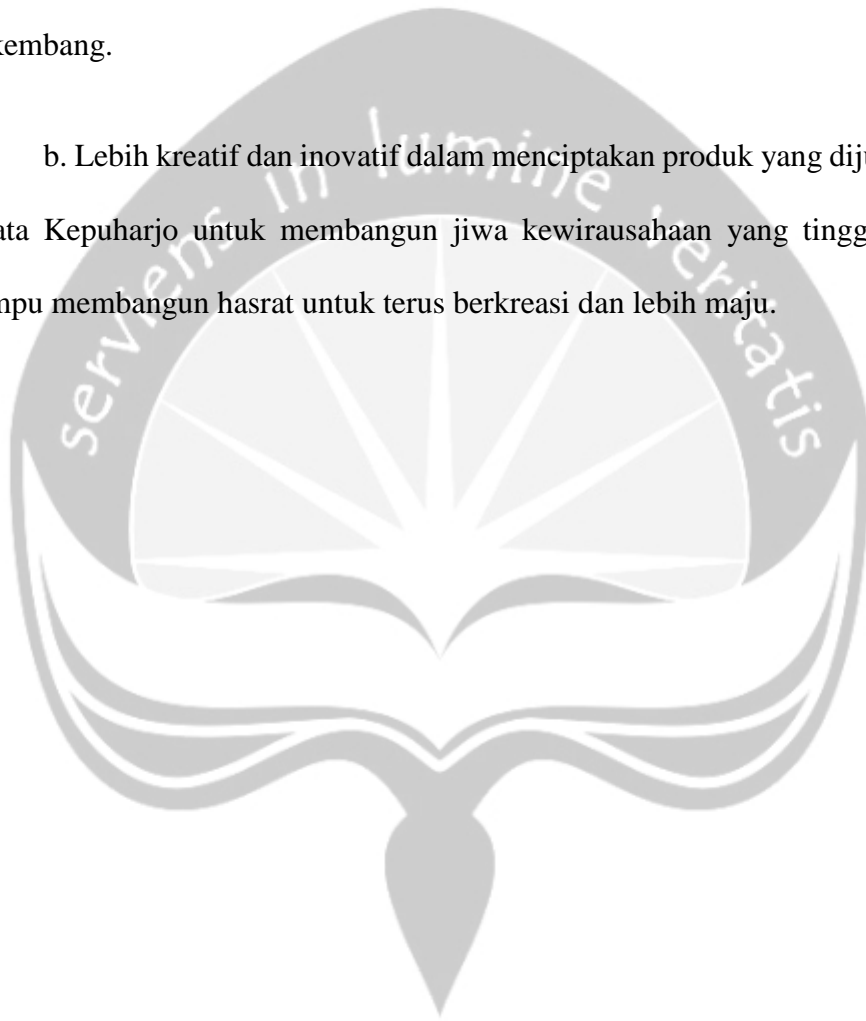 kembang.
b. Lebih kreatif dan inovatif dalam menciptakan produk yang diju
ata Kepuharjo untuk membangun jiwa kewirausahaan yang tingg
mpu membangun hasrat untuk terus berkreasi dan lebih maju.
serviens in lumine veritatis